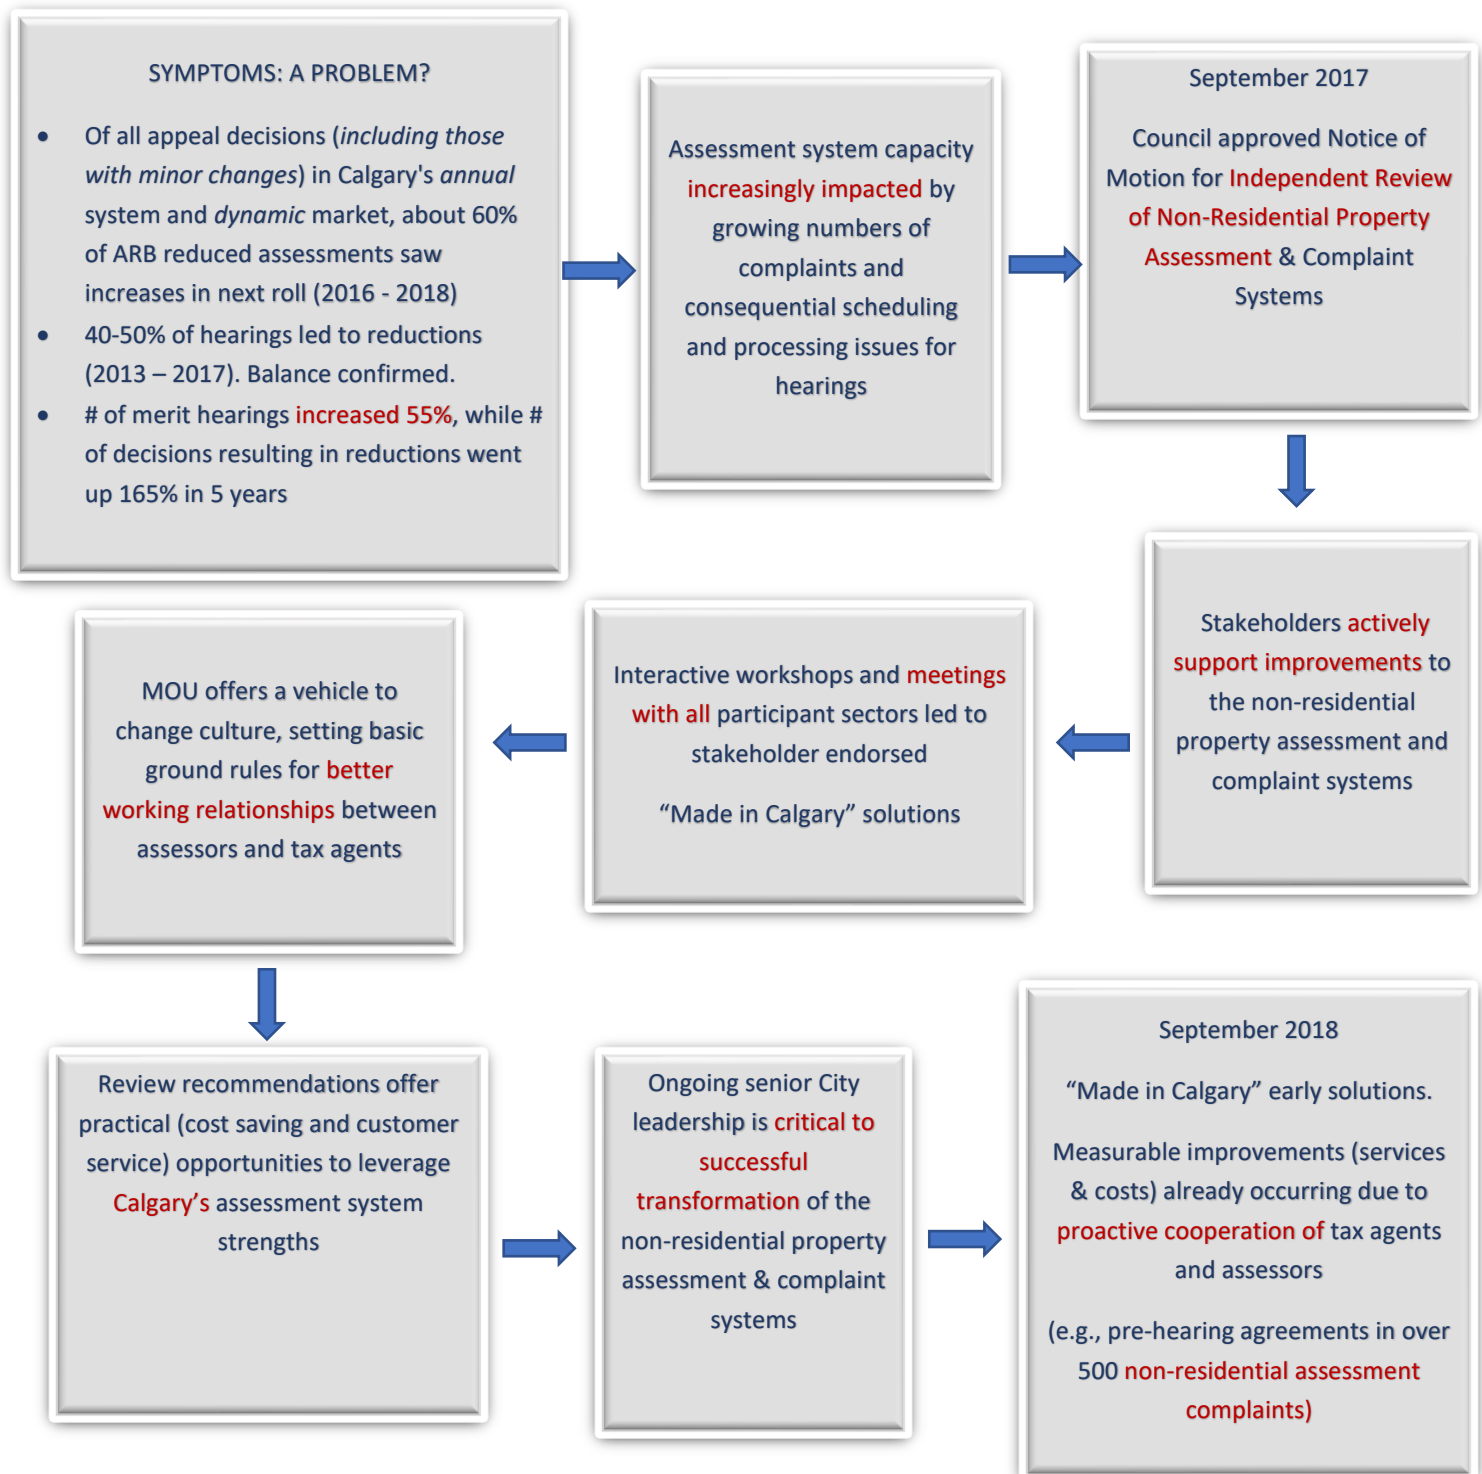 SYMPTOMS: A PROBLEM?
• Of all appeal decisions (including those
with minor changes) in Calgary's annual
system and dynamic market, about 60%
of ARB reduced assessments saw
increases in next roll (2016 - 2018)
• 40-50% of hearings led to reductions
(2013 – 2017). Balance confirmed.
• # of merit hearings increased 55%, while #
of decisions resulting in reductions went
up 165% in 5 years
Assessment system capacity
increasingly impacted by
growing numbers of
complaints and
consequential scheduling
and processing issues for
hearings
September 2017
Council approved Notice of
Motion for Independent Review
of Non-Residential Property
Assessment & Complaint
Systems
Stakeholders actively
support improvements to
the non-residential
property assessment and
complaint systems
Interactive workshops and meetings
with all participant sectors led to
stakeholder endorsed
“Made in Calgary” solutions
MOU offers a vehicle to
change culture, setting basic
ground rules for better
working relationships between
assessors and tax agents
Review recommendations offer
practical (cost saving and customer
service) opportunities to leverage
Calgary’s assessment system
strengths
Ongoing senior City
leadership is critical to
successful
transformation of the
non-residential property
assessment & complaint
systems
September 2018
“Made in Calgary” early solutions.
Measurable improvements (services
& costs) already occurring due to
proactive cooperation of tax agents
and assessors
(e.g., pre-hearing agreements in over
500 non-residential assessment
complaints)